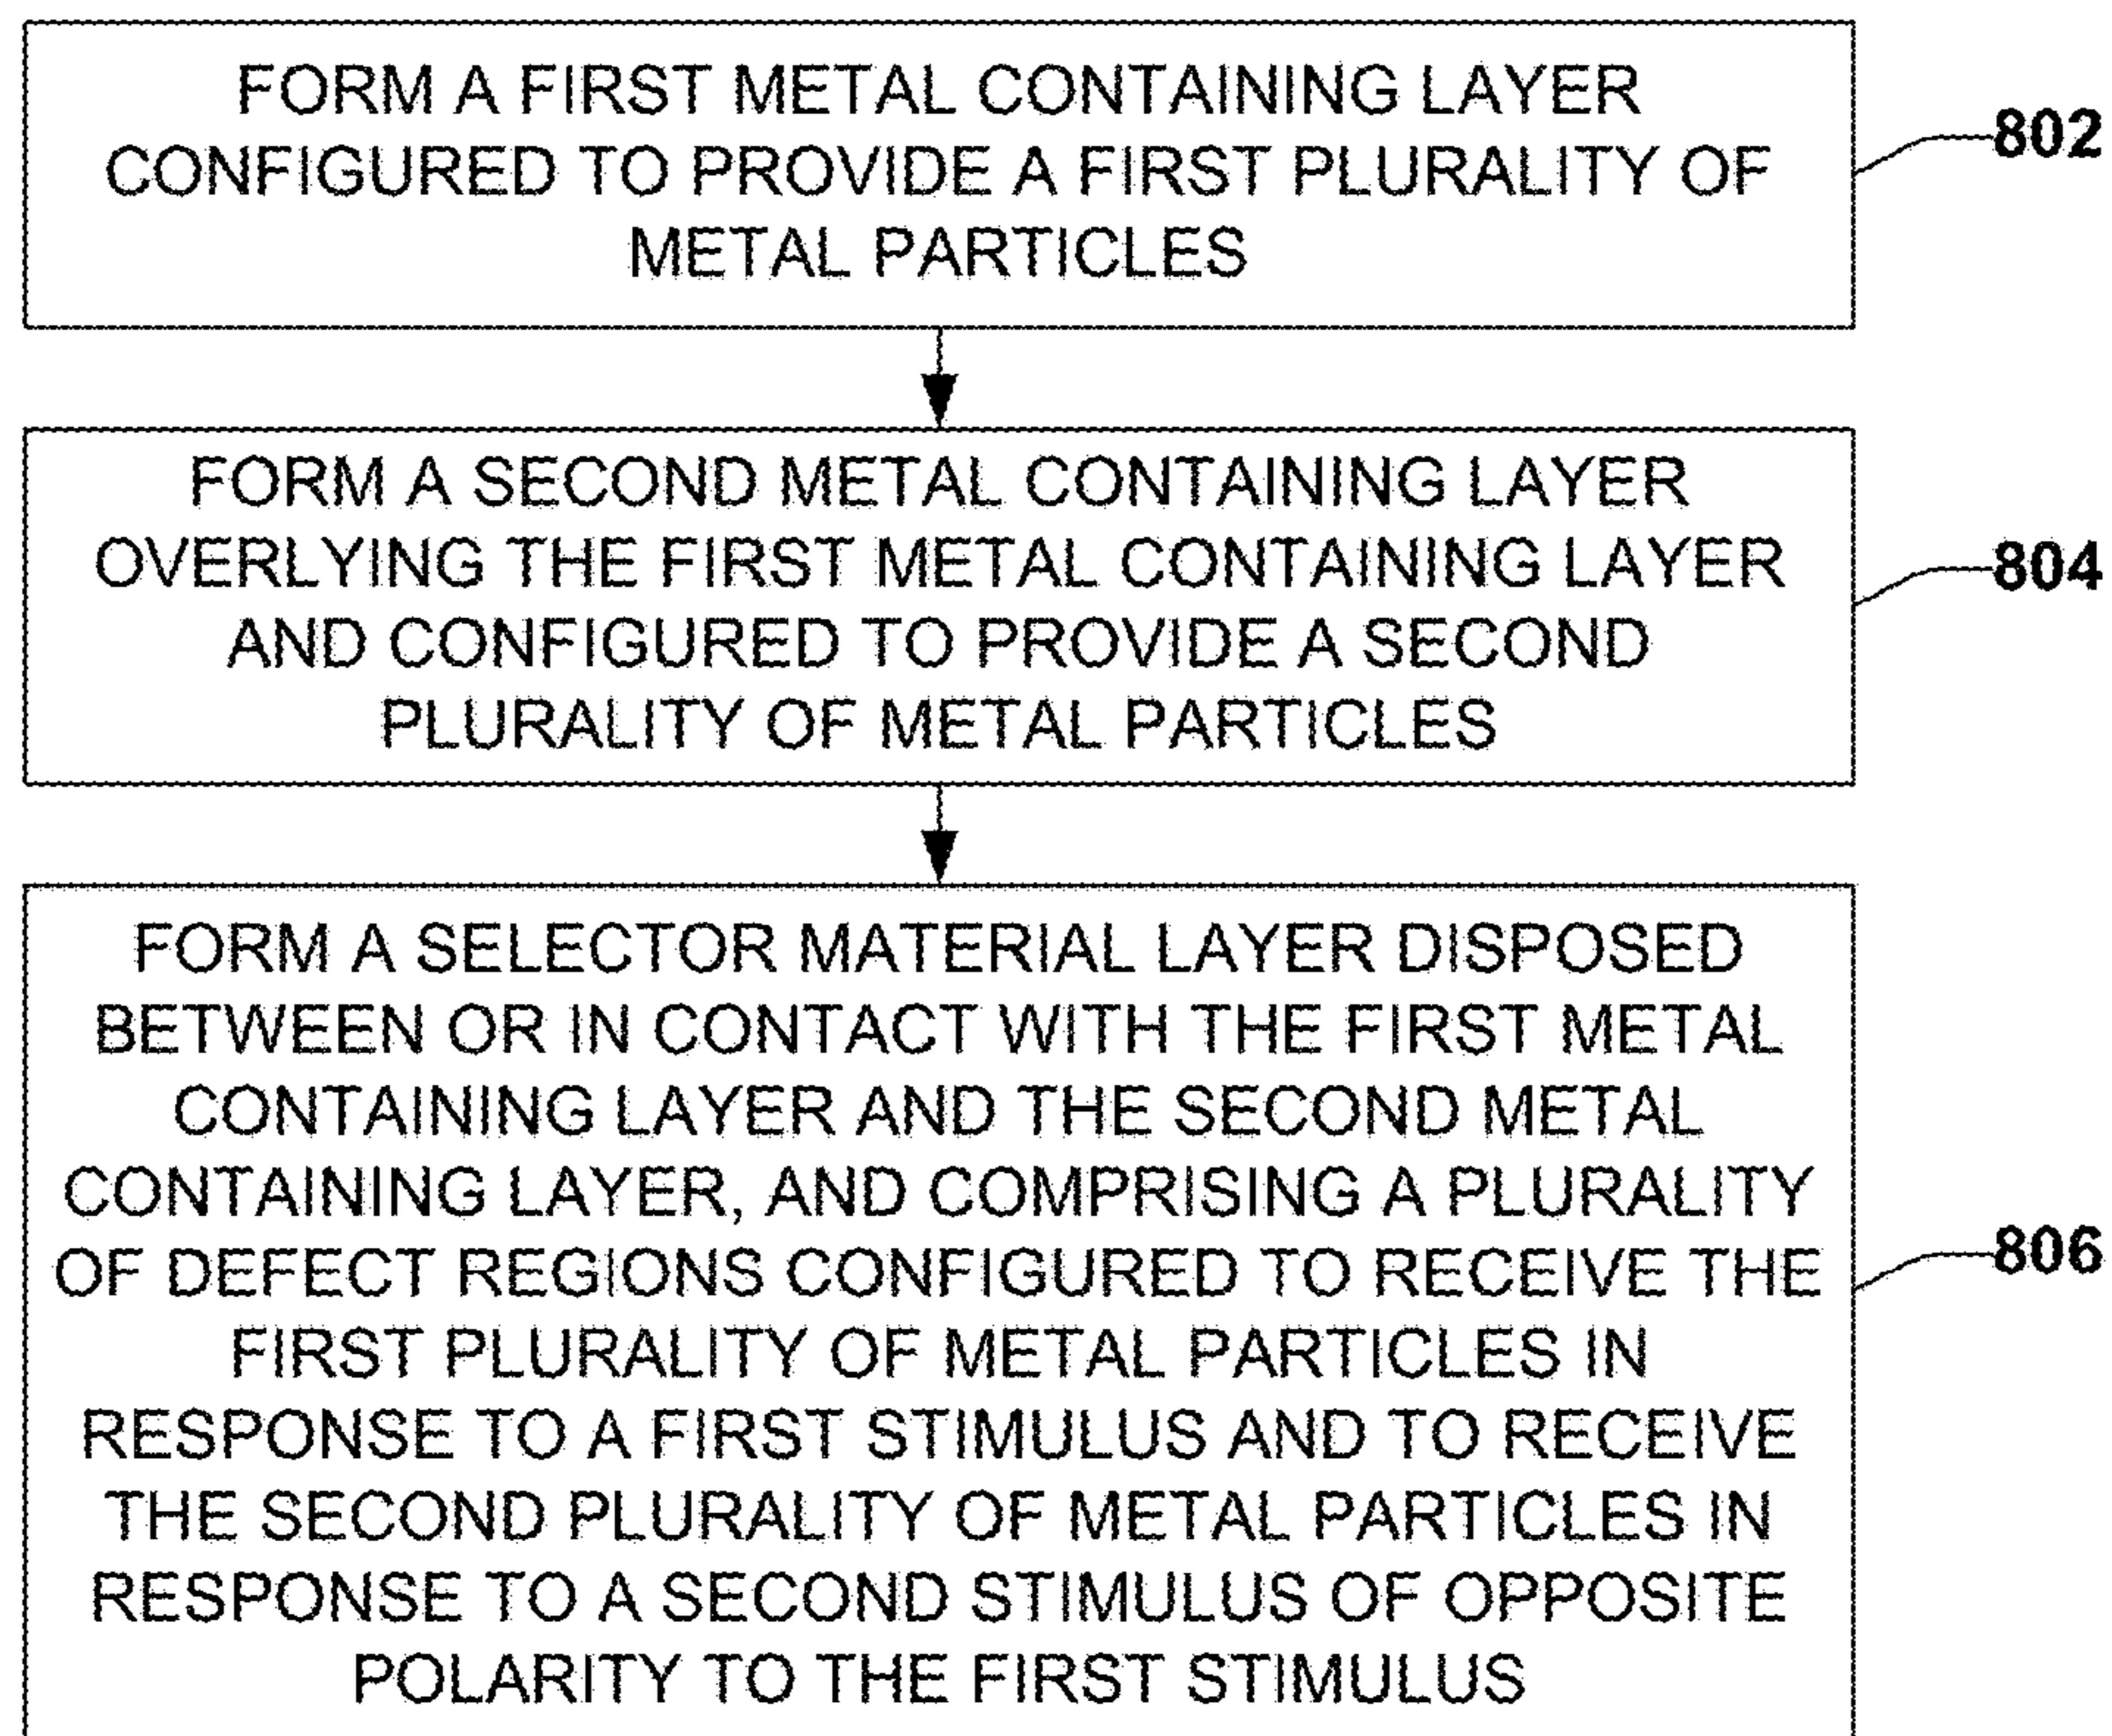 FORM A FIRST METAL CONTAINING LAYER
CONFIGURED TO PROVIDE A FIRST PLURALITY OF
METAL PARTICLES
802
FORM A SECOND METAL CONTAINING LAYER
OVERLYING THE FIRST METAL CONTAINING LAYER
AND CONFIGURED TO PROVIDE A SECOND
PLURALITY OF METAL PARTICLES
804
FORM A SELECTOR MATERIAL LAYER DISPOSED
BETWEEN OR IN CONTACT WITH THE FIRST METAL
CONTAINING LAYER AND THE SECOND METAL
CONTAINING LAYER, AND COMPRISING A PLURALITY
OF DEFECT REGIONS CONFIGURED TO RECEIVE THE
FIRST PLURALITY OF METAL PARTICLES IN
RESPONSE TO A FIRST STIMULUS AND TO RECEIVE
THE SECOND PLURALITY OF METAL PARTICLES IN
RESPONSE TO A SECOND STIMULUS OF OPPOSITE
POLARITY TO THE FIRST STIMULUS
806